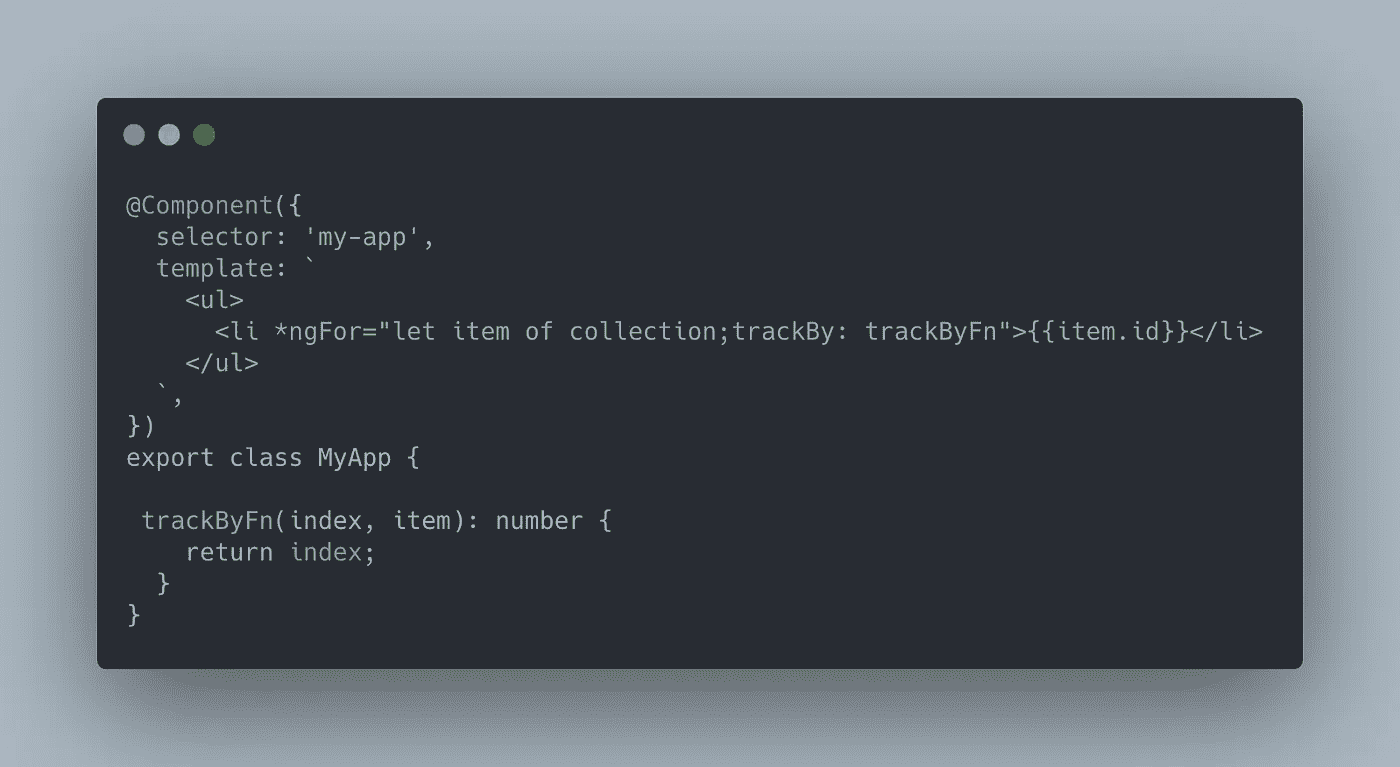 @Component({
  selector: 'my-app',
  template: `
    <ul>
      <li *ngFor="let item of collection;trackBy: trackByFn">{{item.id}}</li>
    </ul>
  `,
})
export class MyApp {

 trackByFn(index, item): number {
    return index;
  }
}